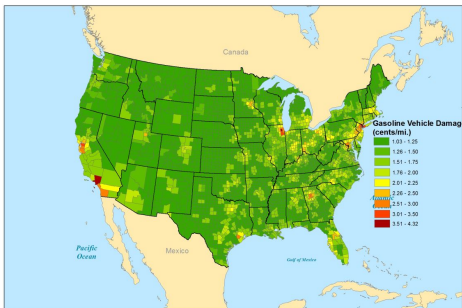 Canada
Gasoline Vehicle Damag
(cents/mi.)
1.03 - 1.25
1.26 - 1.50
1.51 - 1.75
1.76 - 2.00
2.01 - 2.25
2.26 - 2.50
2.51 - 3.00
3.01 - 3.50
3.51 - 4.32
Pacific
Ocean
Mexico
Gulf of Mexico